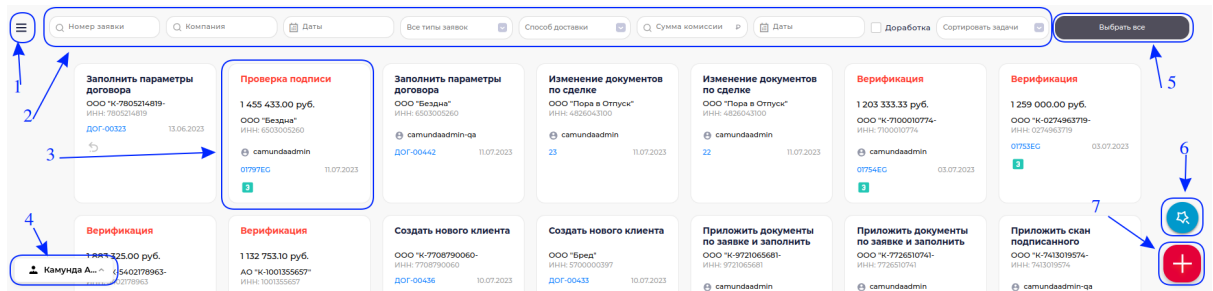 Номер заявки
Компания
Даты
Все типы заявок
Способ доставки
Сумма комиссии ₽
Даты
Доработка
Сортировать задачи
Выбрать все
1
2
3
4
5
6
7
Заполнить параметры
договора
ООО "К-7805214819-
ИНН: 7805214819
ДОГ-00323 13.06.2023
Проверка подписи
1 455 433.00 руб.
ООО "Бездна"
ИНН: 6503005260
camundaadmin
01797EG 11.07.2023
3
Заполнить параметры
договора
ООО "Бездна"
ИНН: 6503005260
camundaadmin-qa
ДОГ-00442 11.07.2023
Изменение документов
по сделке
ООО "Пора в Отпуск"
ИНН: 4826043100
camundaadmin
23 11.07.2023
Изменение документов
по сделке
ООО "Пора в Отпуск"
ИНН: 4826043100
camundaadmin
22 11.07.2023
Верификация
1 203 333.33 руб.
ООО "К-7100010774-
ИНН: 7100010774
camundaadmin
01754EG 03.07.2023
3
Верификация
1 259 000.00 руб.
ООО "К-0274963719-
ИНН: 0274963719
01753EG 03.07.2023
3
Верификация
1 883 325.00 руб.
К-5402178963-
5402178963
Камунда А...
Верификация
1 132 753.10 руб.
АО "К-1001355657"
ИНН: 1001355657
Создать нового клиента
ООО "К-7708790060-
ИНН: 7708790060
ДОГ-00436 10.07.2023
Создать нового клиента
ООО "Бред"
ИНН: 5700000397
ДОГ-00433 10.07.2023
Приложить документы
по заявке и заполнить
ООО "К-9721065681-
ИНН: 9721065681
camundaadmin
Приложить документы
по заявке и заполнить
ООО "К-7726510741-
ИНН: 7726510741
camundaadmin
Приложить скан
подписанного
ООО "К-7413019574-
ИНН: 7413019574
camundaadmin-qa